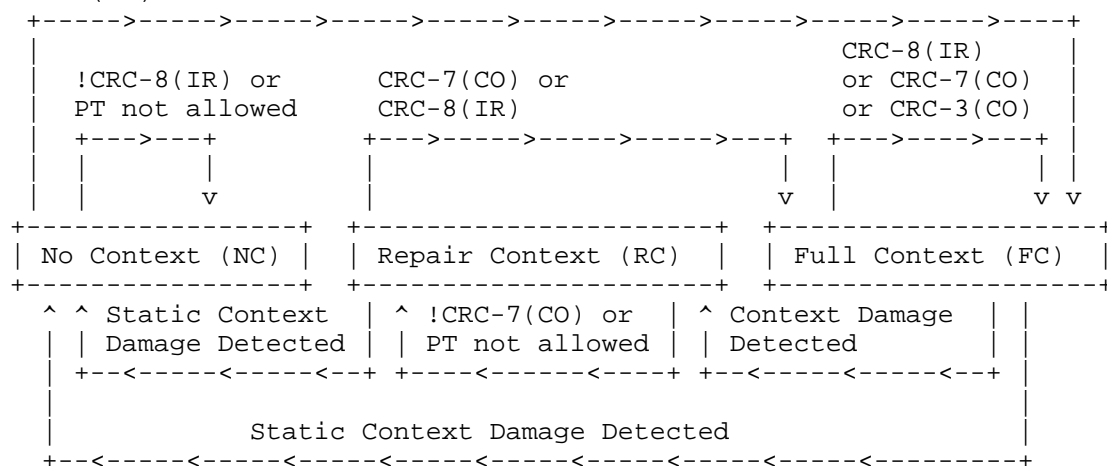 CRC-8(IR)
!CRC-8(IR) or CRC-7(CO) or or CRC-7(CO)
PT not allowed CRC-8(IR) or CRC-3(CO)
No Context (NC) Repair Context (RC) Full Context (FC)
Static Context !CRC-7(CO) or Context Damage
Damage Detected PT not allowed Detected
Static Context Damage Detected